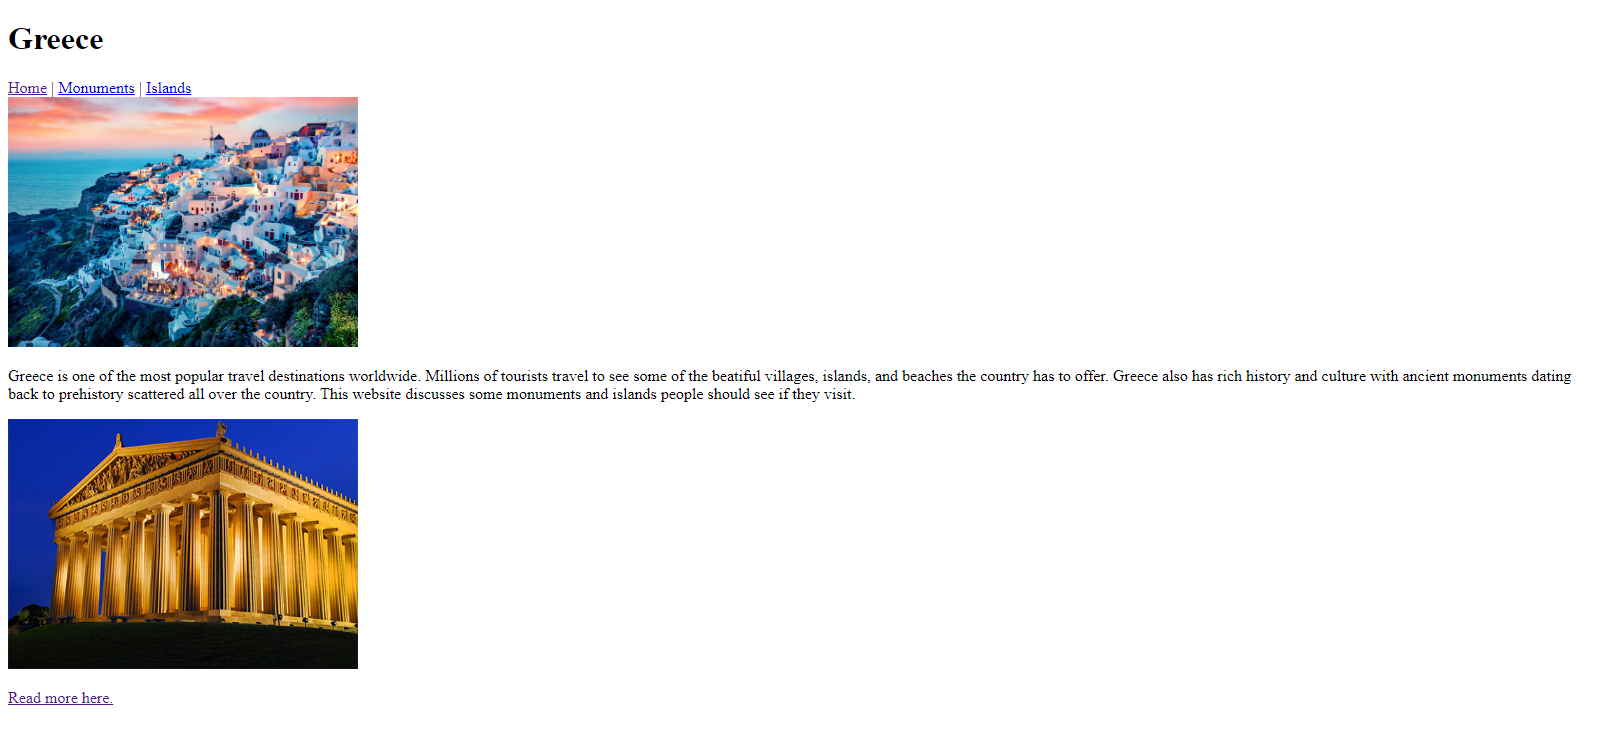 Greece
Home | Monuments | Islands
Greece is one of the most popular travel destinations worldwide. Millions of tourists travel to see some of the beatiful villages, islands, and beaches the country has to offer. Greece also has rich history and culture with ancient monuments dating
back to prehistory scattered all over the country. This website discusses some monuments and islands people should see if they visit.
Read more here.